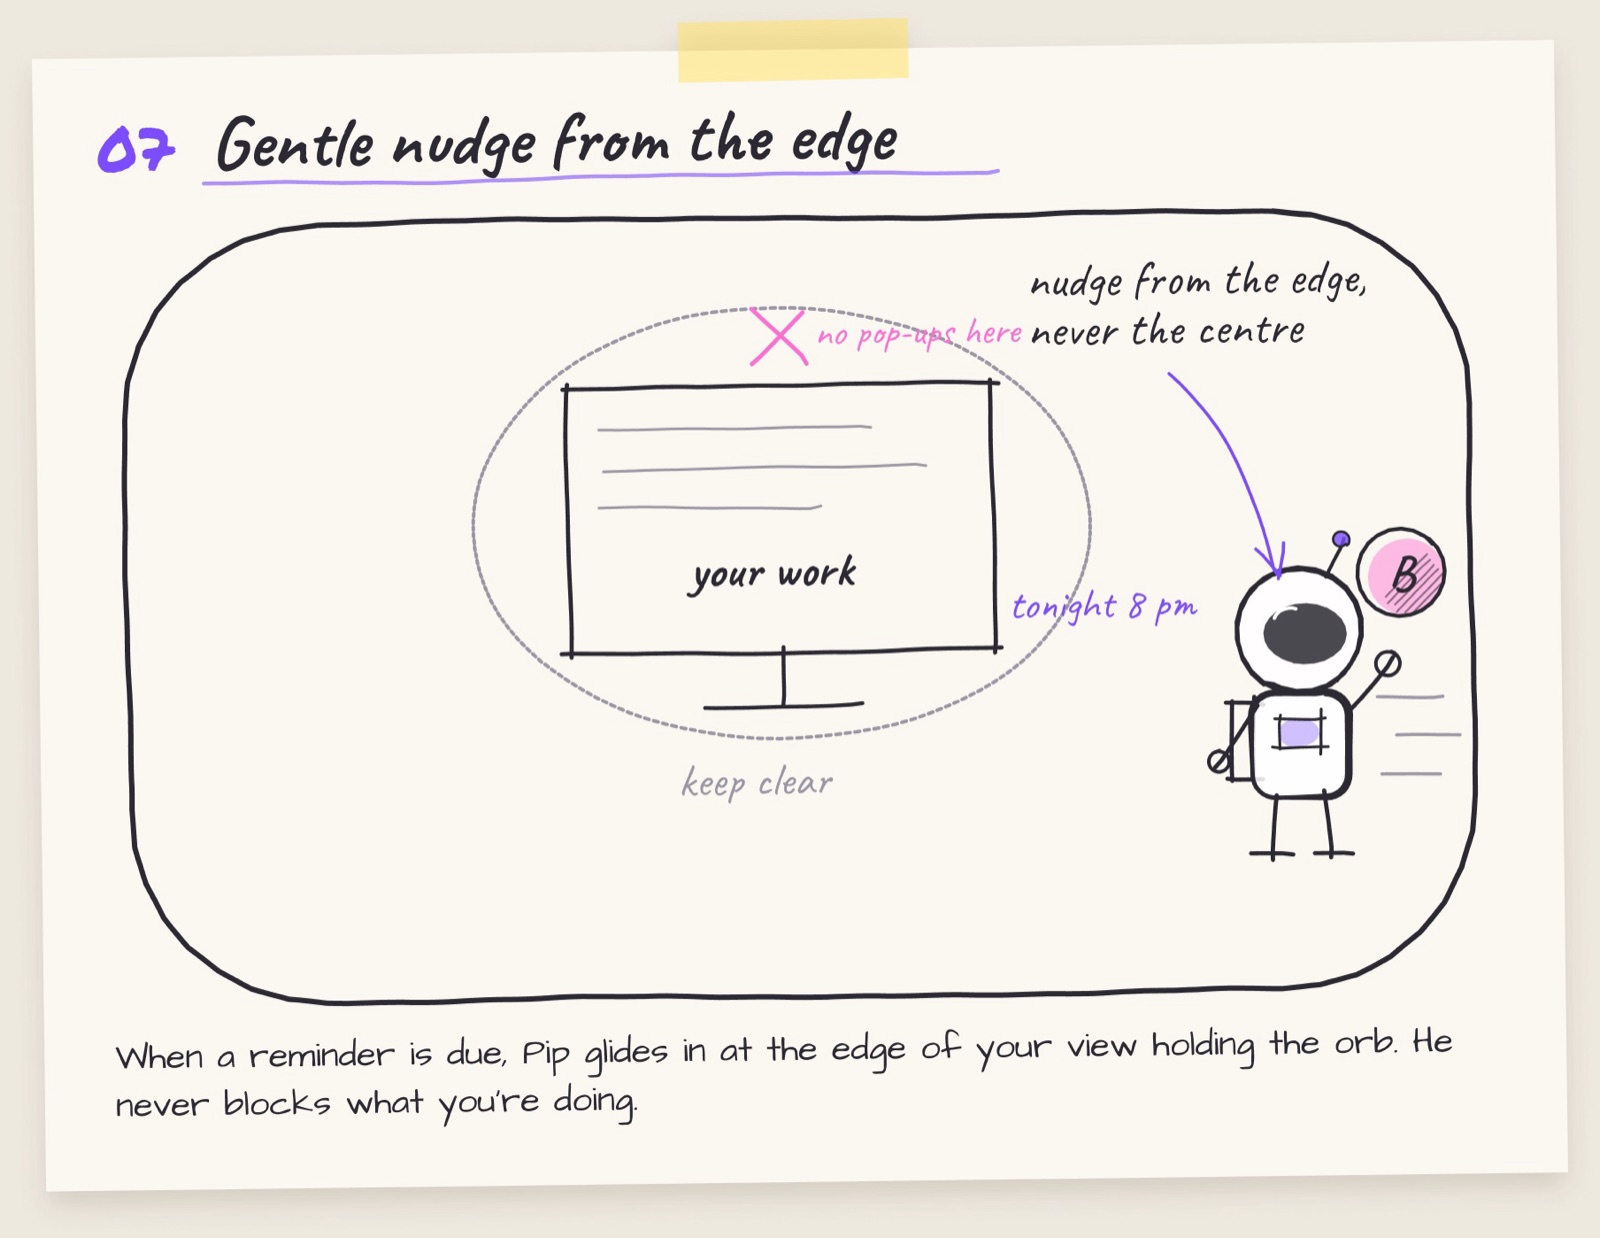 07 Gentle nudge from the edge
nudge from the edge,
never the centre
no pop-ups here
your work
tonight 8 pm
B
keep clear
When a reminder is due, Pip glides in at the edge of your view holding the orb. He
never blocks what you're doing.